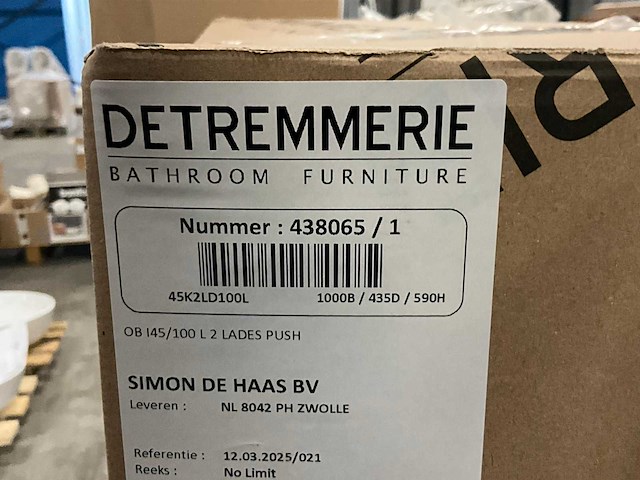 DETREMMERIE
BATHROOM FURNITURE
Nummer : 438065 / 1
45K2LD100L 1000B / 435D / 590H
OB I45/100 L 2 LADES PUSH
SIMON DE HAAS BV
Leveren : NL 8042 PH ZWOLLE
Referentie : 12.03.2025/021
Reeks : No Limit